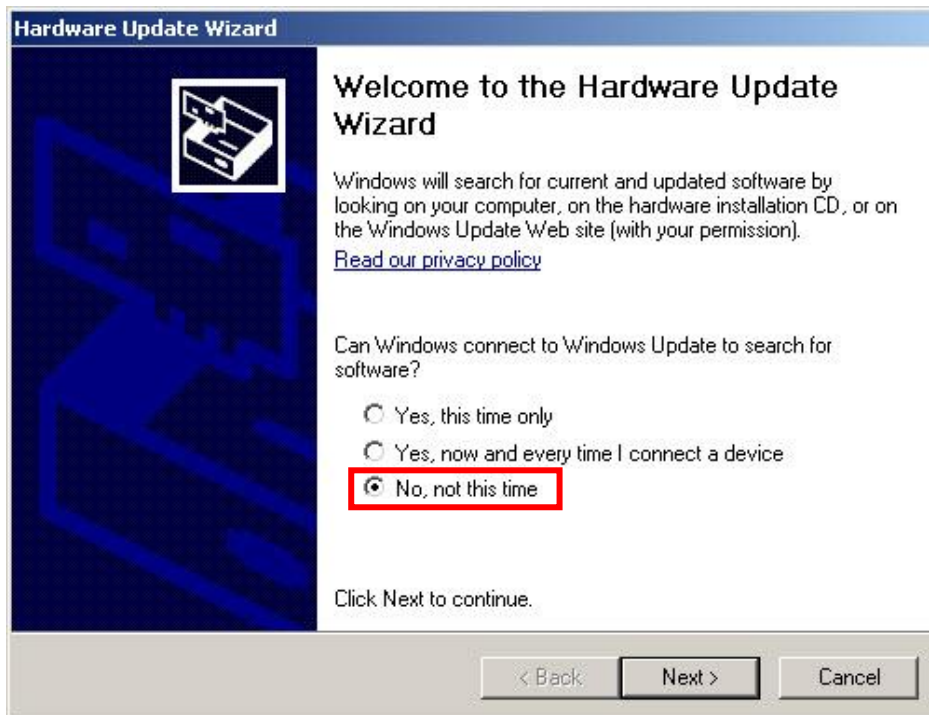 Hardware Update Wizard
Welcome to the Hardware Update
Wizard
Windows will search for current and updated software by
looking on your computer, on the hardware installation CD, or on
the Windows Update Web site (with your permission).
Read our privacy policy
Can Windows connect to Windows Update to search for
software?
Yes, this time only
Yes, now and every time I connect a device
No, not this time
Click Next to continue.
< Back Next > Cancel